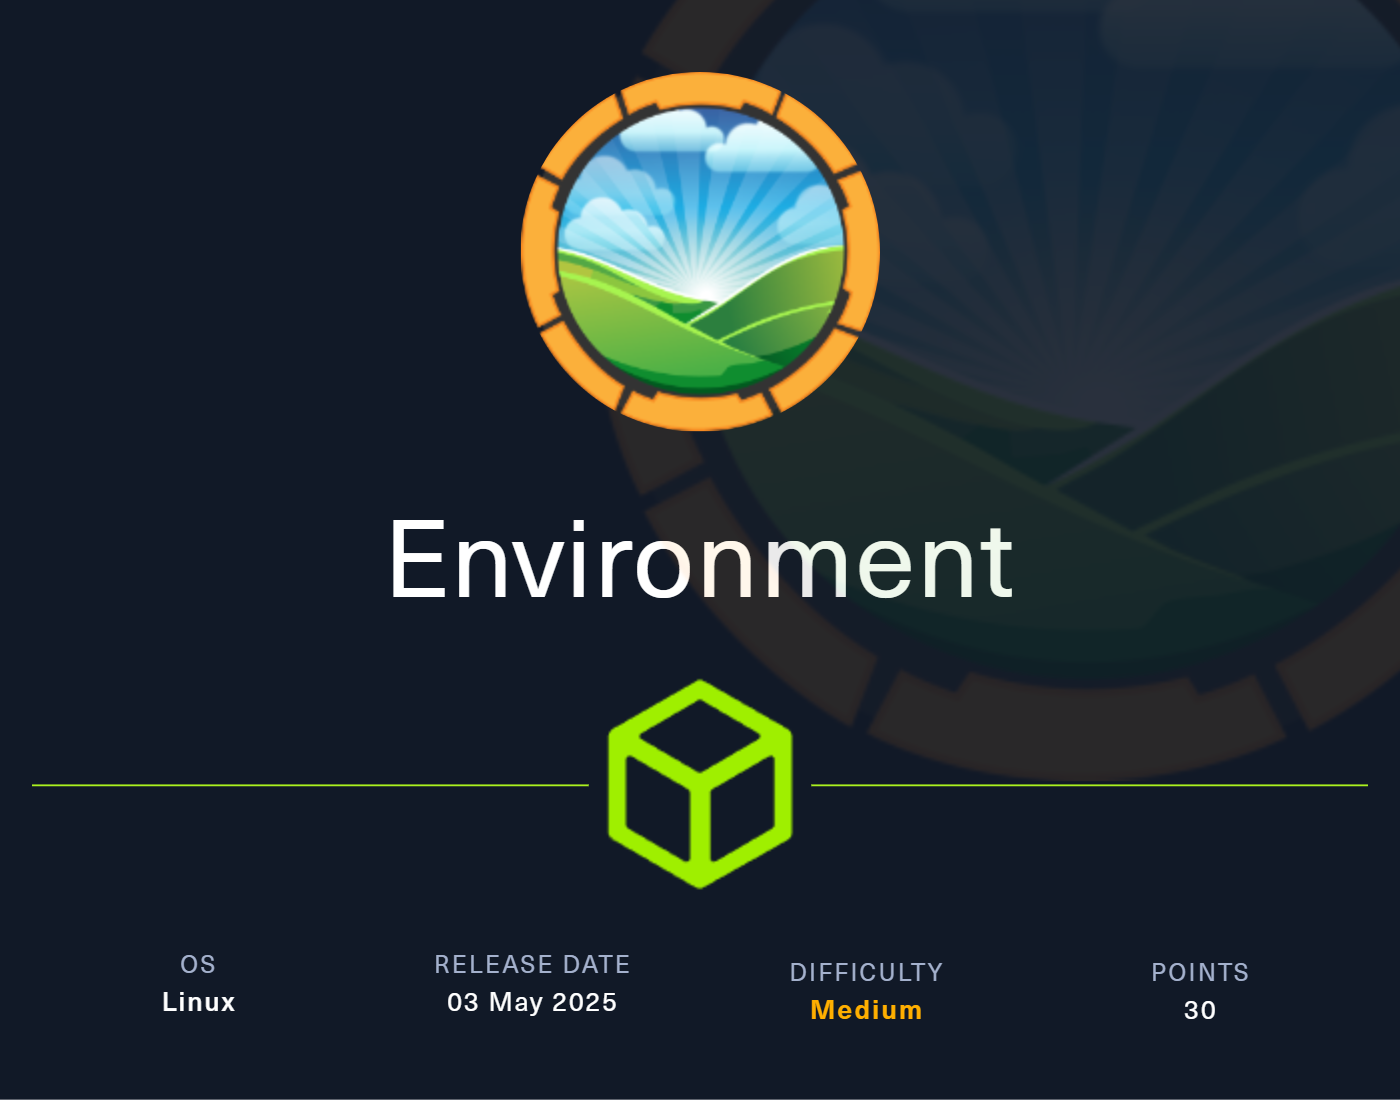 Environment
OS
Linux
RELEASE DATE
03 May 2025
DIFFICULTY
Medium
POINTS
30